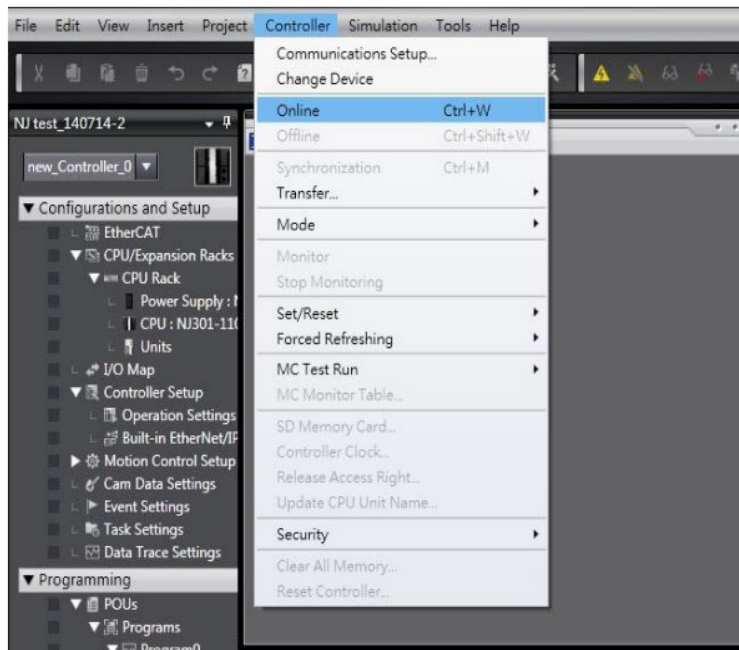 File Edit View Insert Project Controller Simulation Tools Help
Communications Setup...
Change Device
Online Ctrl+W
Offline Ctrl+Shift+W
Synchronization Ctrl+M
Transfer...
Mode
Monitor
Stop Monitoring
Set/Reset
Forced Refreshing
MC Test Run
MC Monitor Table...
SD Memory Card...
Controller Clock...
Release Access Right...
Update CPU Unit Name...
Security
Clear All Memory...
Reset Controller...
NJ test_140714-2
new_Controller_0
Configurations and Setup
EtherCAT
CPU/Expansion Racks
CPU Rack
Power Supply :
CPU : NJ301-110
Units
I/O Map
Controller Setup
Operation Settings
Built-in EtherNet/IP
Motion Control Setup
Cam Data Settings
Event Settings
Task Settings
Data Trace Settings
Programming
POUs
Programs
Program0